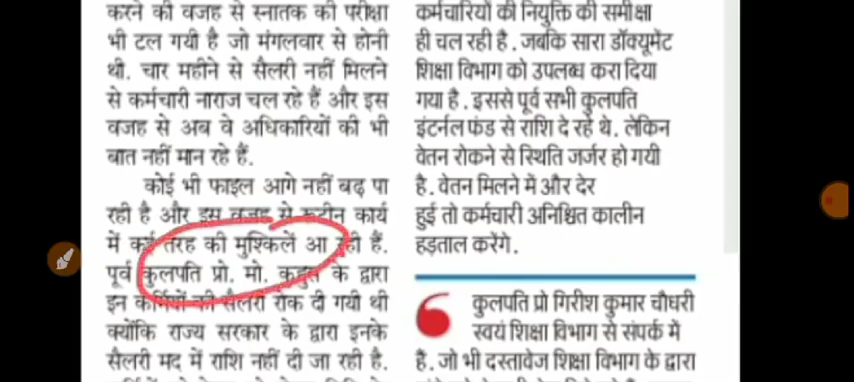 करने की वजह से स्नातक की परीक्षा
भी टल गयी है जो मंगलवार से होनी
थी. चार महीने से सैलरी नहीं मिलने
से कर्मचारी नाराज चल रहे हैं और इस
वजह से अब वे अधिकारियों की भी
बात नहीं मान रहे हैं.
कोई भी फाइल आगे नहीं बढ़ पा
रही है और इस वजह से रूटीन कार्य
में कई तरह की मुश्किलें आ रही हैं.
पूर्व कुलपति प्रो. मो. कुद्दुस के द्वारा
इन कर्मियों की सैलरी रोक दी गयी थी
क्योंकि राज्य सरकार के द्वारा इनके
सैलरी मद में राशि नहीं दी जा रही है.
कर्मचारियों की नियुक्ति की समीक्षा
ही चल रही है. जबकि सारा डॉक्यूमेंट
शिक्षा विभाग को उपलब्ध करा दिया
गया है. इससे पूर्व सभी कुलपति
इंटर्नल फंड से राशि दे रहे थे. लेकिन
वेतन रोकने से स्थिति जर्जर हो गयी
है. वेतन मिलने में और देर
हुई तो कर्मचारी अनिश्चित कालीन
हड़ताल करेंगे.
कुलपति प्रो गिरीश कुमार चौधरी
स्वयं शिक्षा विभाग से संपर्क में
है. जो भी दस्तावेज शिक्षा विभाग के द्वारा